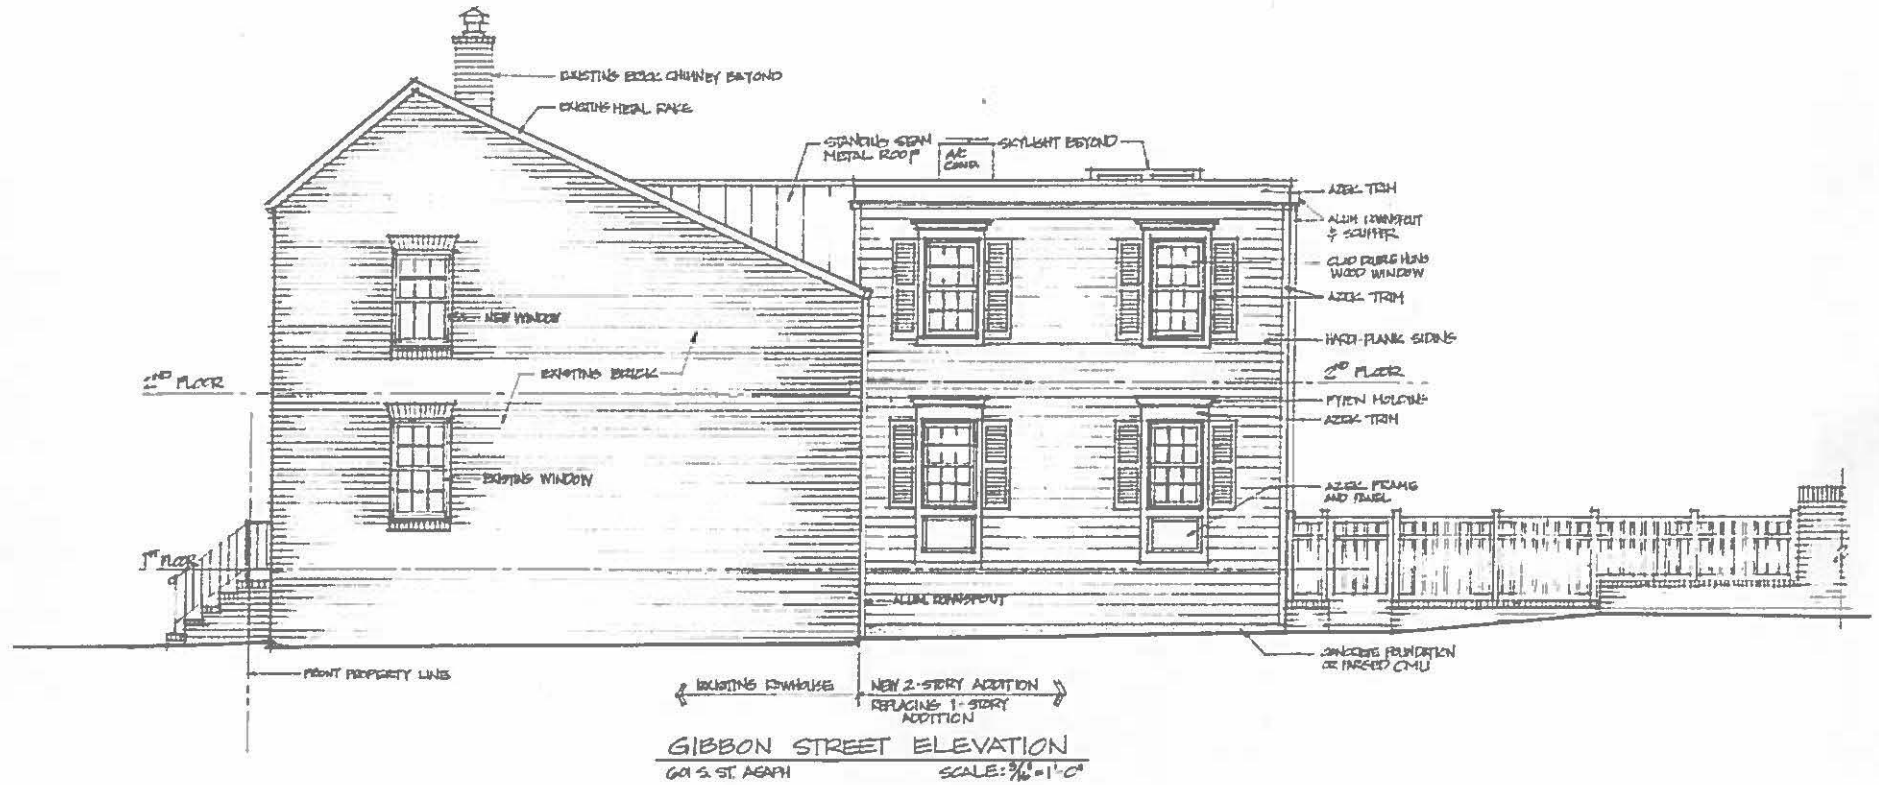 EXISTING BRICK CHIMNEY BEYOND
EXISTING METAL RAKE
STANDING SEAM
METAL ROOF
A/C
COND.
SKYLIGHT BEYOND
AZEK TRIM
ALUM DOWNSPOUT
& SCUPPER
CLAD DOUBLE HUNG
WOOD WINDOW
AZEK TRIM
NEW WINDOW
HARDI-PLANK SIDING
2ND FLOOR
EXISTING BRICK
2ND FLOOR
FYPON MOLDING
AZEK TRIM
EXISTING WINDOW
AZEK FRAME
AND PANEL
1ST FLOOR
ALUM DOWNSPOUT
CONCRETE FOUNDATION
OR PARGED CMU
FRONT PROPERTY LINE
EXISTING ROWHOUSE
NEW 2-STORY ADDITION
REPLACING 1-STORY
ADDITION
GIBBON STREET ELEVATION
601 S. ST. ASAPH
SCALE: 3/16"=1'-0"